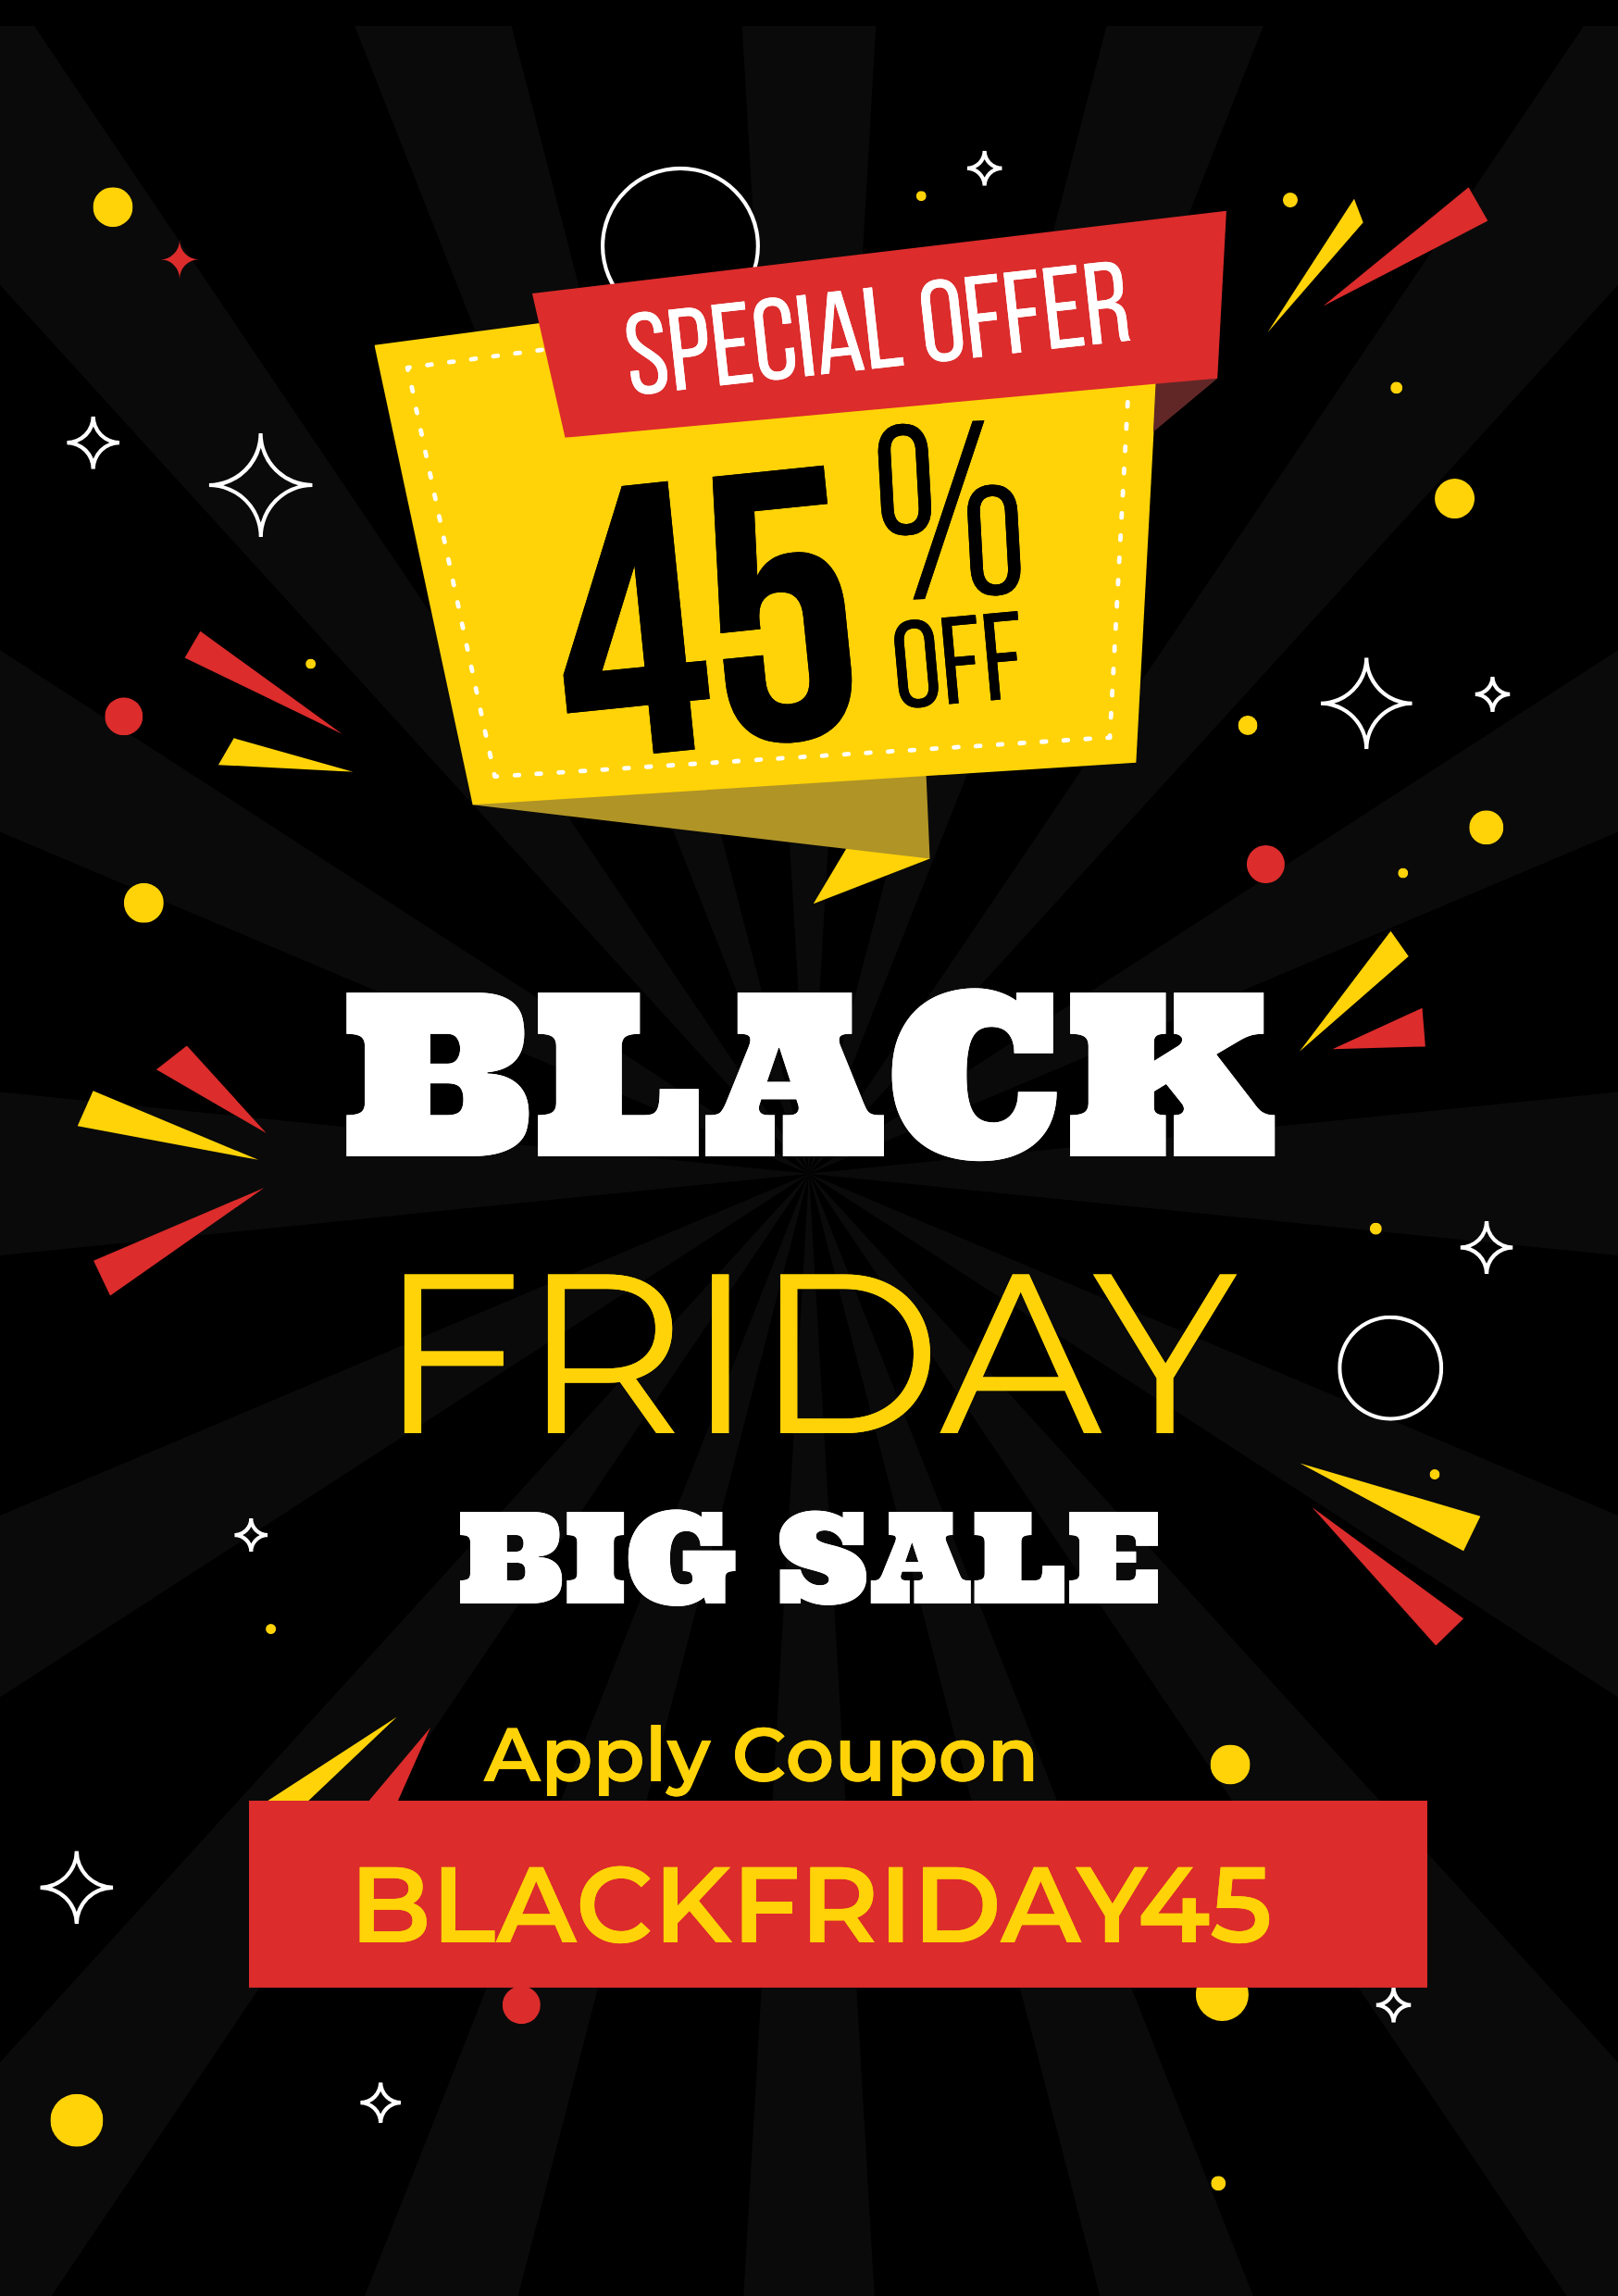 SPECIAL OFFER
45%
OFF
BLACK
FRIDAY
BIG SALE
Apply Coupon
BLACKFRIDAY45